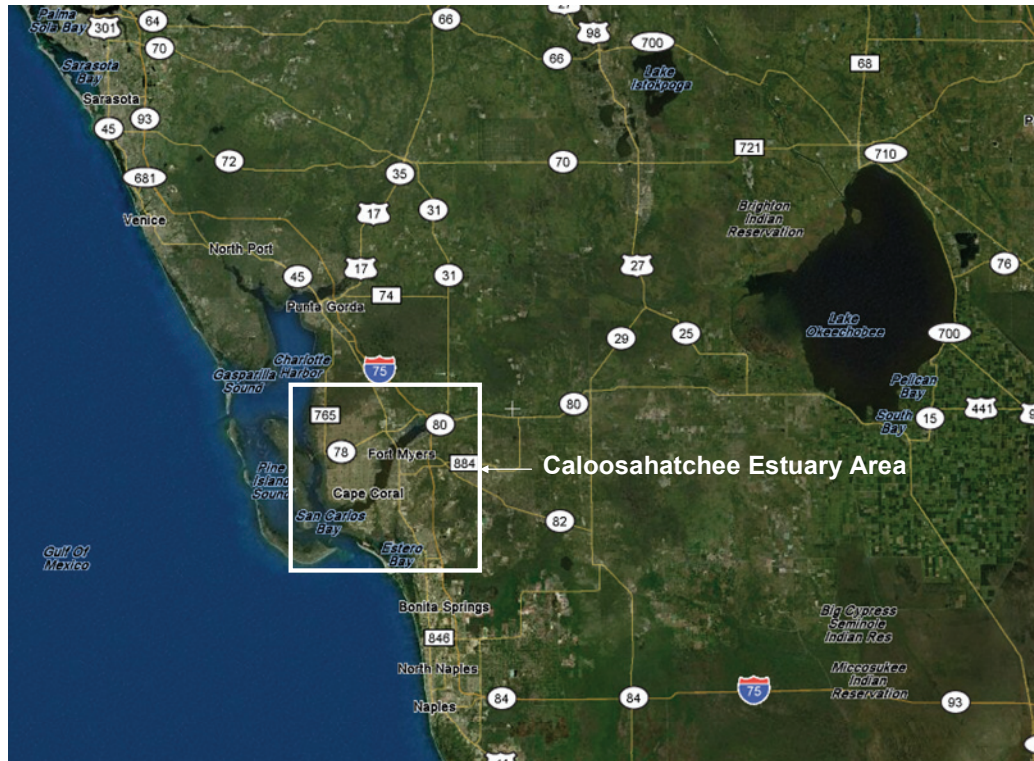 Palma
Sola Bay
301
64
66
27
98
700
70
66
68
Sarasota
Bay
Lake
Istokpoga
Sarasota
93
45
72
70
721
710
681
35
17
31
Venice
Brighton
Indian
Reservation
North Port
17
45
31
27
76
74
Punta Gorda
Lake
Okeechobee
29
25
700
Charlotte
Harbor
Gasparilla
Sound
75
Pelican
Bay
765
80
80
South
Bay
15
441
78
Fort Myers
884
Caloosahatchee Estuary Area
Pine
Island
Sound
Cape Coral
San Carlos
Bay
82
Estero
Bay
Gulf Of
Mexico
Bonita Springs
Big Cypress
Seminole
Indian Res
846
North Naples
Miccosukee
Indian
Reservation
84
84
75
93
Naples